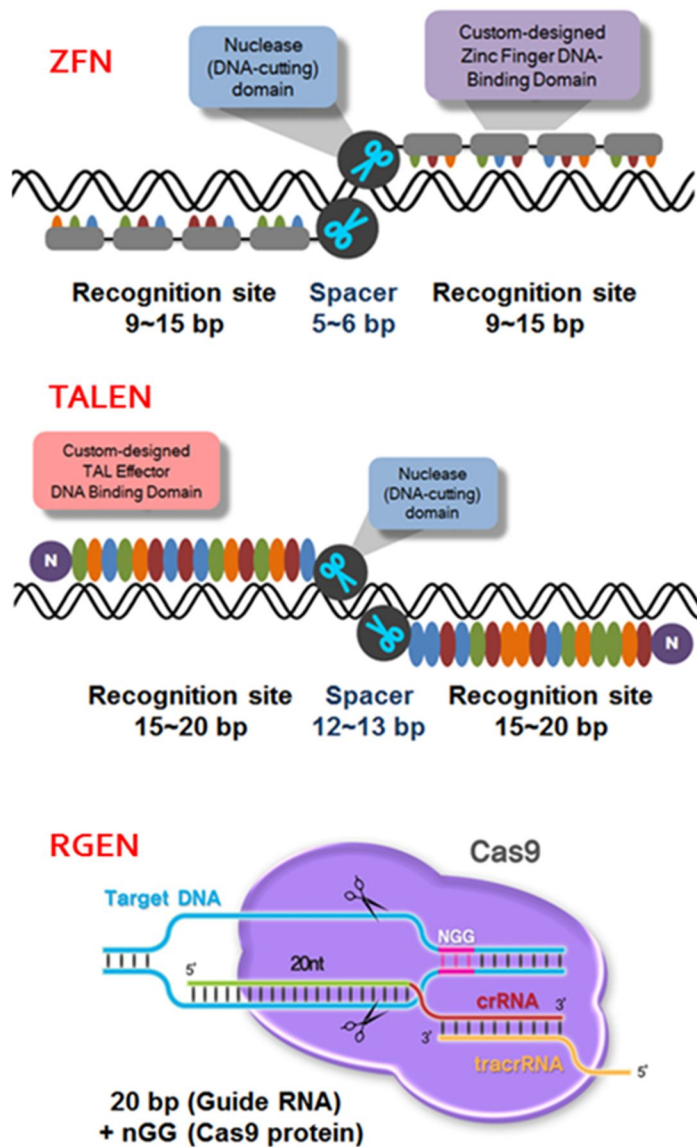 ZFN
Nuclease
(DNA-cutting)
domain
Custom-designed
Zinc Finger DNA-
Binding Domain
Recognition site
9~15 bp
Spacer
5~6 bp
Recognition site
9~15 bp
TALEN
Custom-designed
TAL Effector
DNA Binding Domain
Nuclease
(DNA-cutting)
domain
N
N
Recognition site
15~20 bp
Spacer
12~13 bp
Recognition site
15~20 bp
RGEN
Cas9
Target DNA
NGG
5'
20nt
crRNA
3'
3'
tracrRNA
5'
20 bp (Guide RNA)
+ nGG (Cas9 protein)